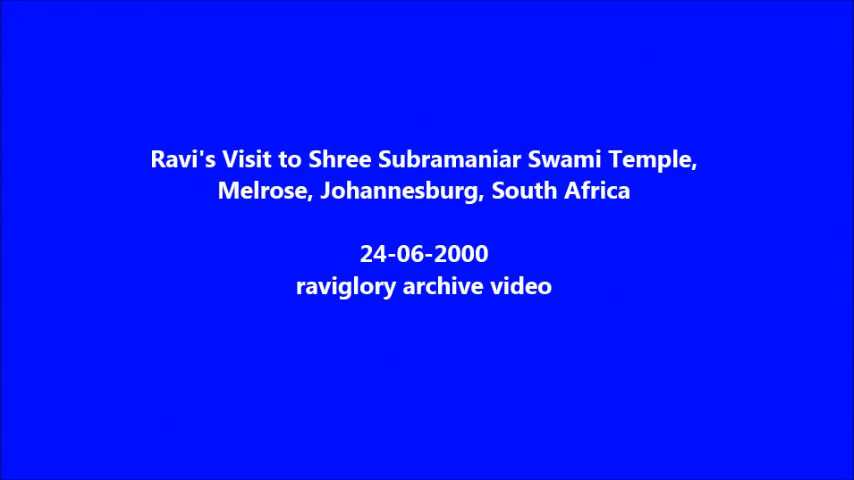 Ravi's Visit to Shree Subramaniar Swami Temple,
Melrose, Johannesburg, South Africa
24-06-2000
raviglory archive video